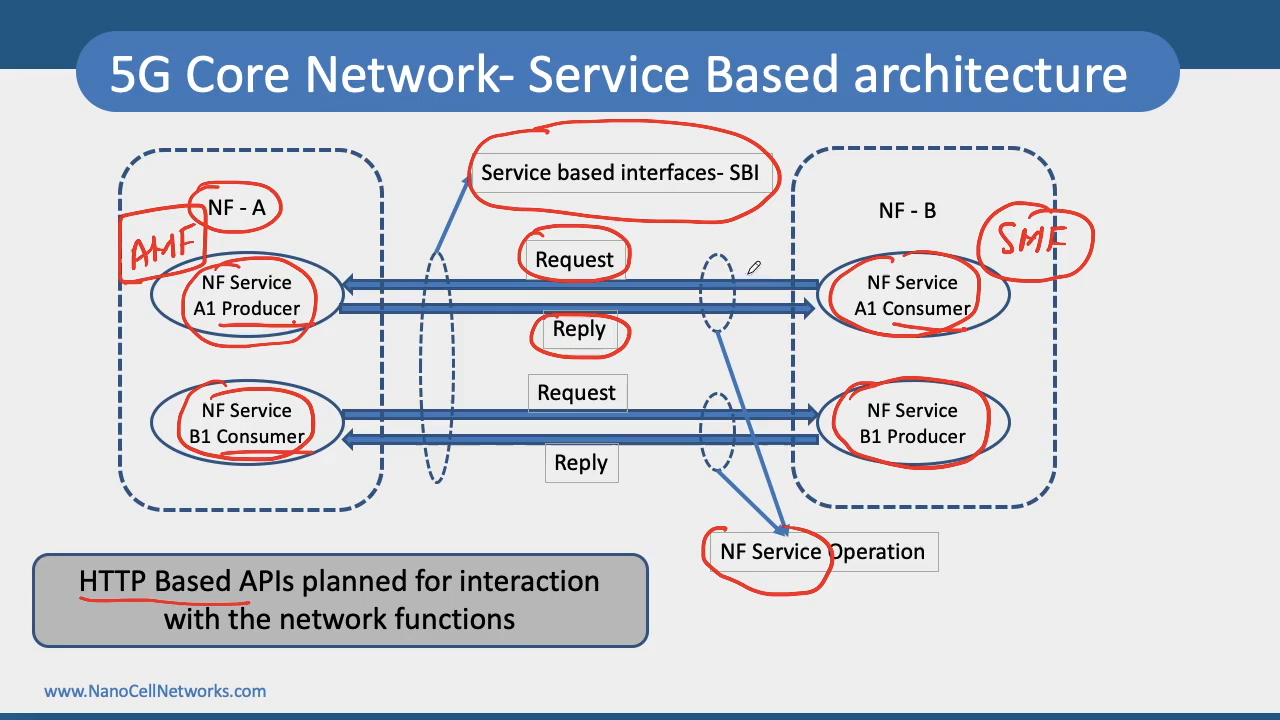 5G Core Network- Service Based architecture
Service based interfaces- SBI
NF - A
AMF
NF Service
A1 Producer
Request
Reply
NF - B
SMF
NF Service
A1 Consumer
NF Service
B1 Consumer
Request
Reply
NF Service
B1 Producer
NF Service Operation
HTTP Based APIs planned for interaction
with the network functions
www.NanoCellNetworks.com